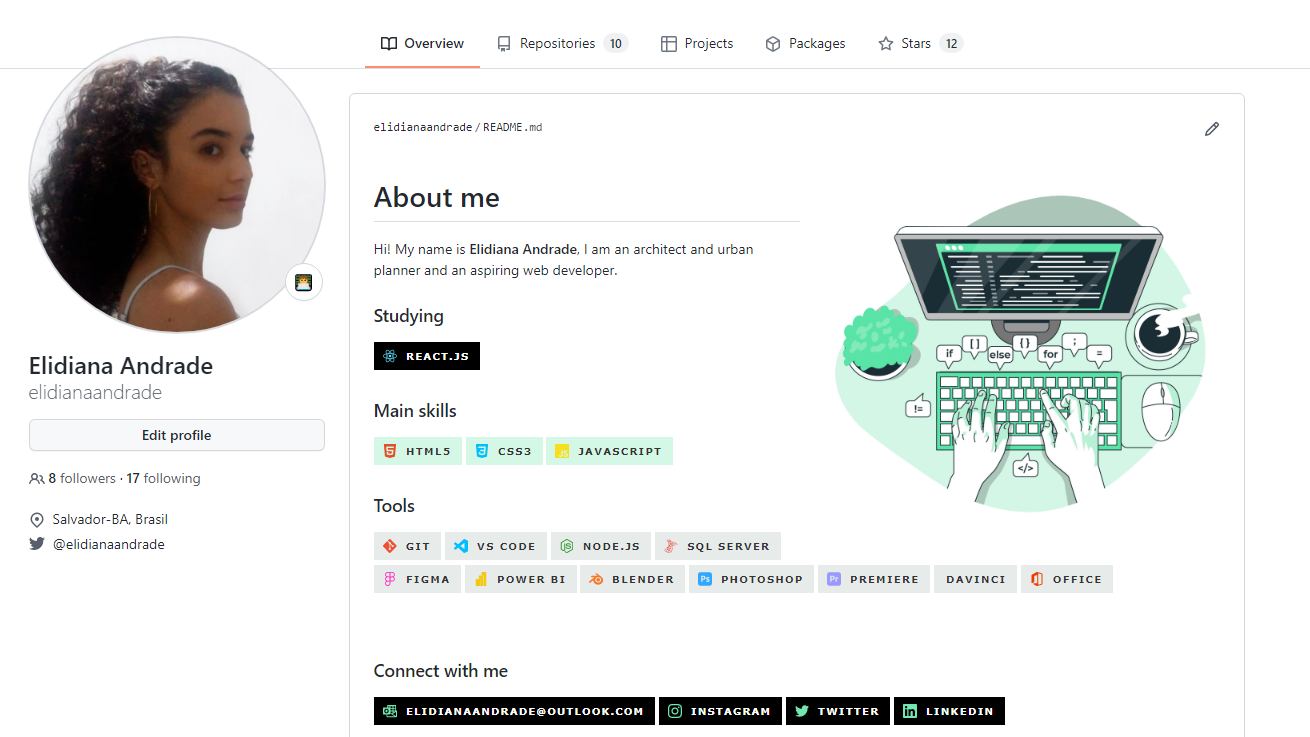 Overview Repositories 10 Projects Packages Stars 12
elidianaandrade / README.md
About me
Hi! My name is Elidiana Andrade, I am an architect and urban
planner and an aspiring web developer.
Studying
REACT.JS
Main skills
HTML5 CSS3 JS JAVASCRIPT
Tools
GIT VS CODE NODE.JS SQL SERVER
FIGMA POWER BI BLENDER Ps PHOTOSHOP Pr PREMIERE DAVINCI OFFICE
Connect with me
ELIDIANAANDRADE@OUTLOOK.COM INSTAGRAM TWITTER LINKEDIN
if [ ] else { } for ; =
!=
</>
Elidiana Andrade
elidianaandrade
Edit profile
8 followers · 17 following
Salvador-BA, Brasil
@elidianaandrade